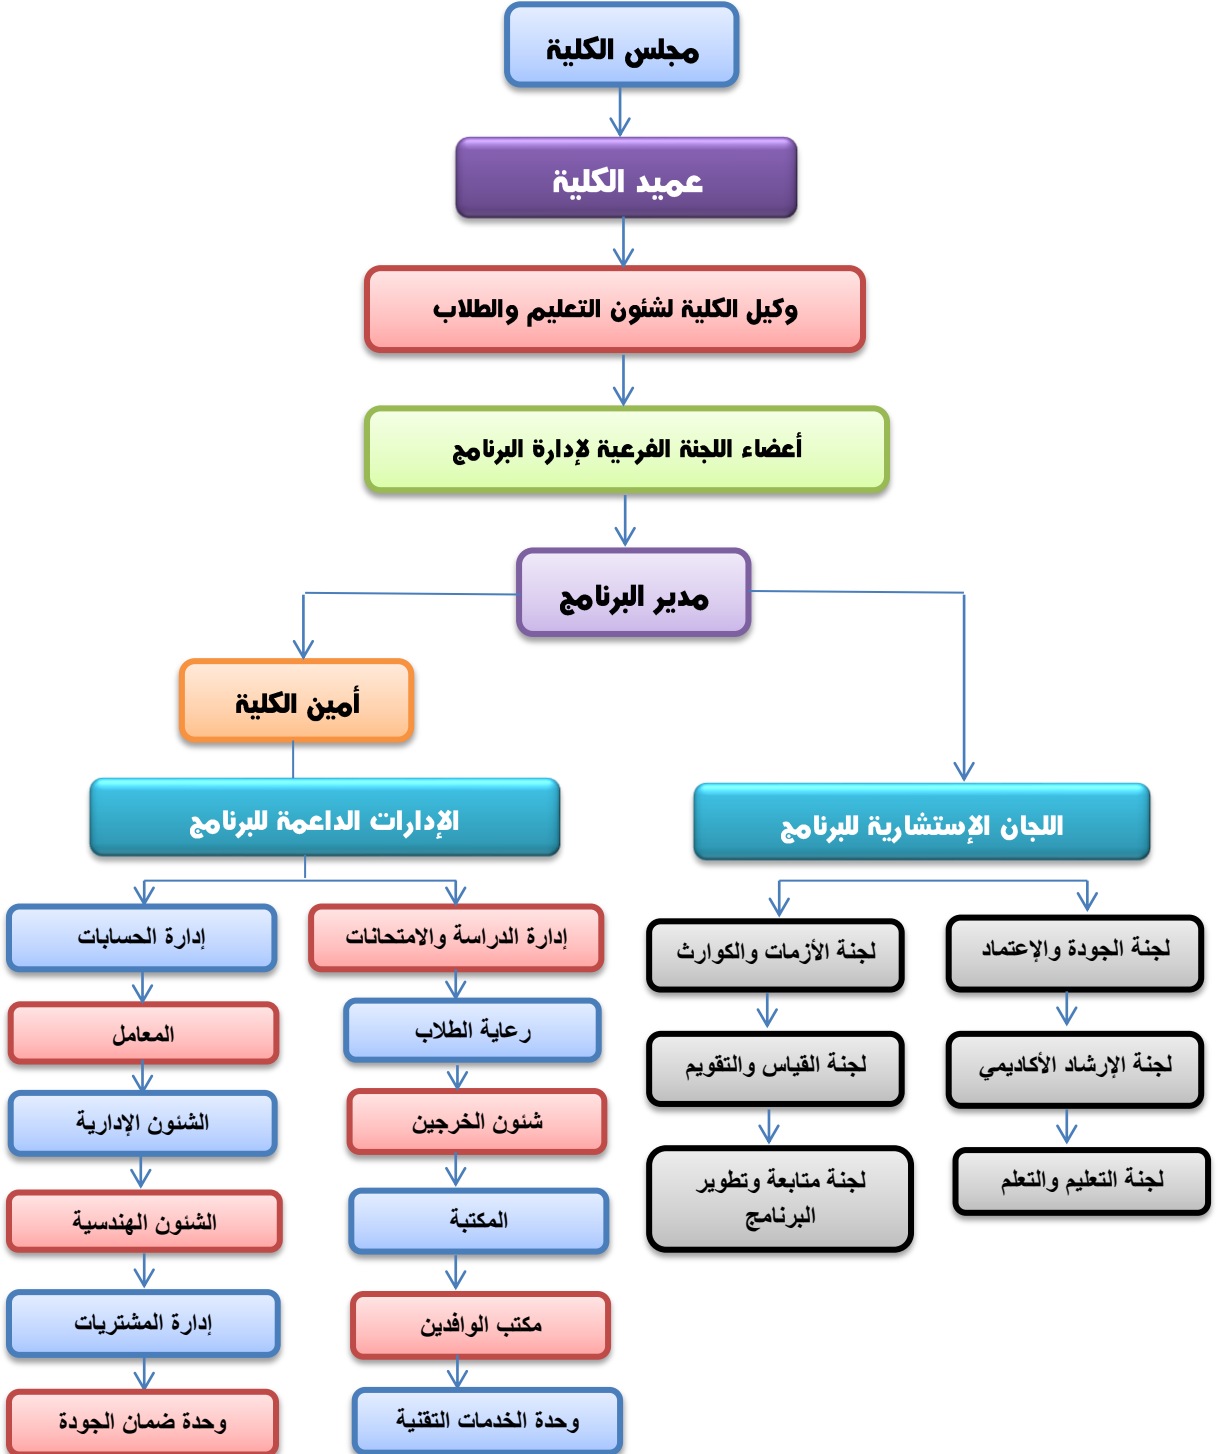 مجلس الكلية
عميد الكلية
وكيل الكلية لشئون التعليم والطلاب
أعضاء اللجنة الفرعية لإدارة البرنامج
مدير البرنامج
أمين الكلية
اللجان الإستشارية للبرنامج
الإدارات الداعمة للبرنامج
لجنة الجودة والإعتماد
لجنة الإرشاد الأكاديمي
لجنة التعليم والتعلم
لجنة الأزمات والكوارث
لجنة القياس والتقويم
لجنة متابعة وتطوير
البرنامج
إدارة الدراسة والامتحانات
رعاية الطلاب
شئون الخرجين
المكتبة
مكتب الوافدين
وحدة الخدمات التقنية
إدارة الحسابات
المعامل
الشئون الإدارية
الشئون الهندسية
إدارة المشتريات
وحدة ضمان الجودة